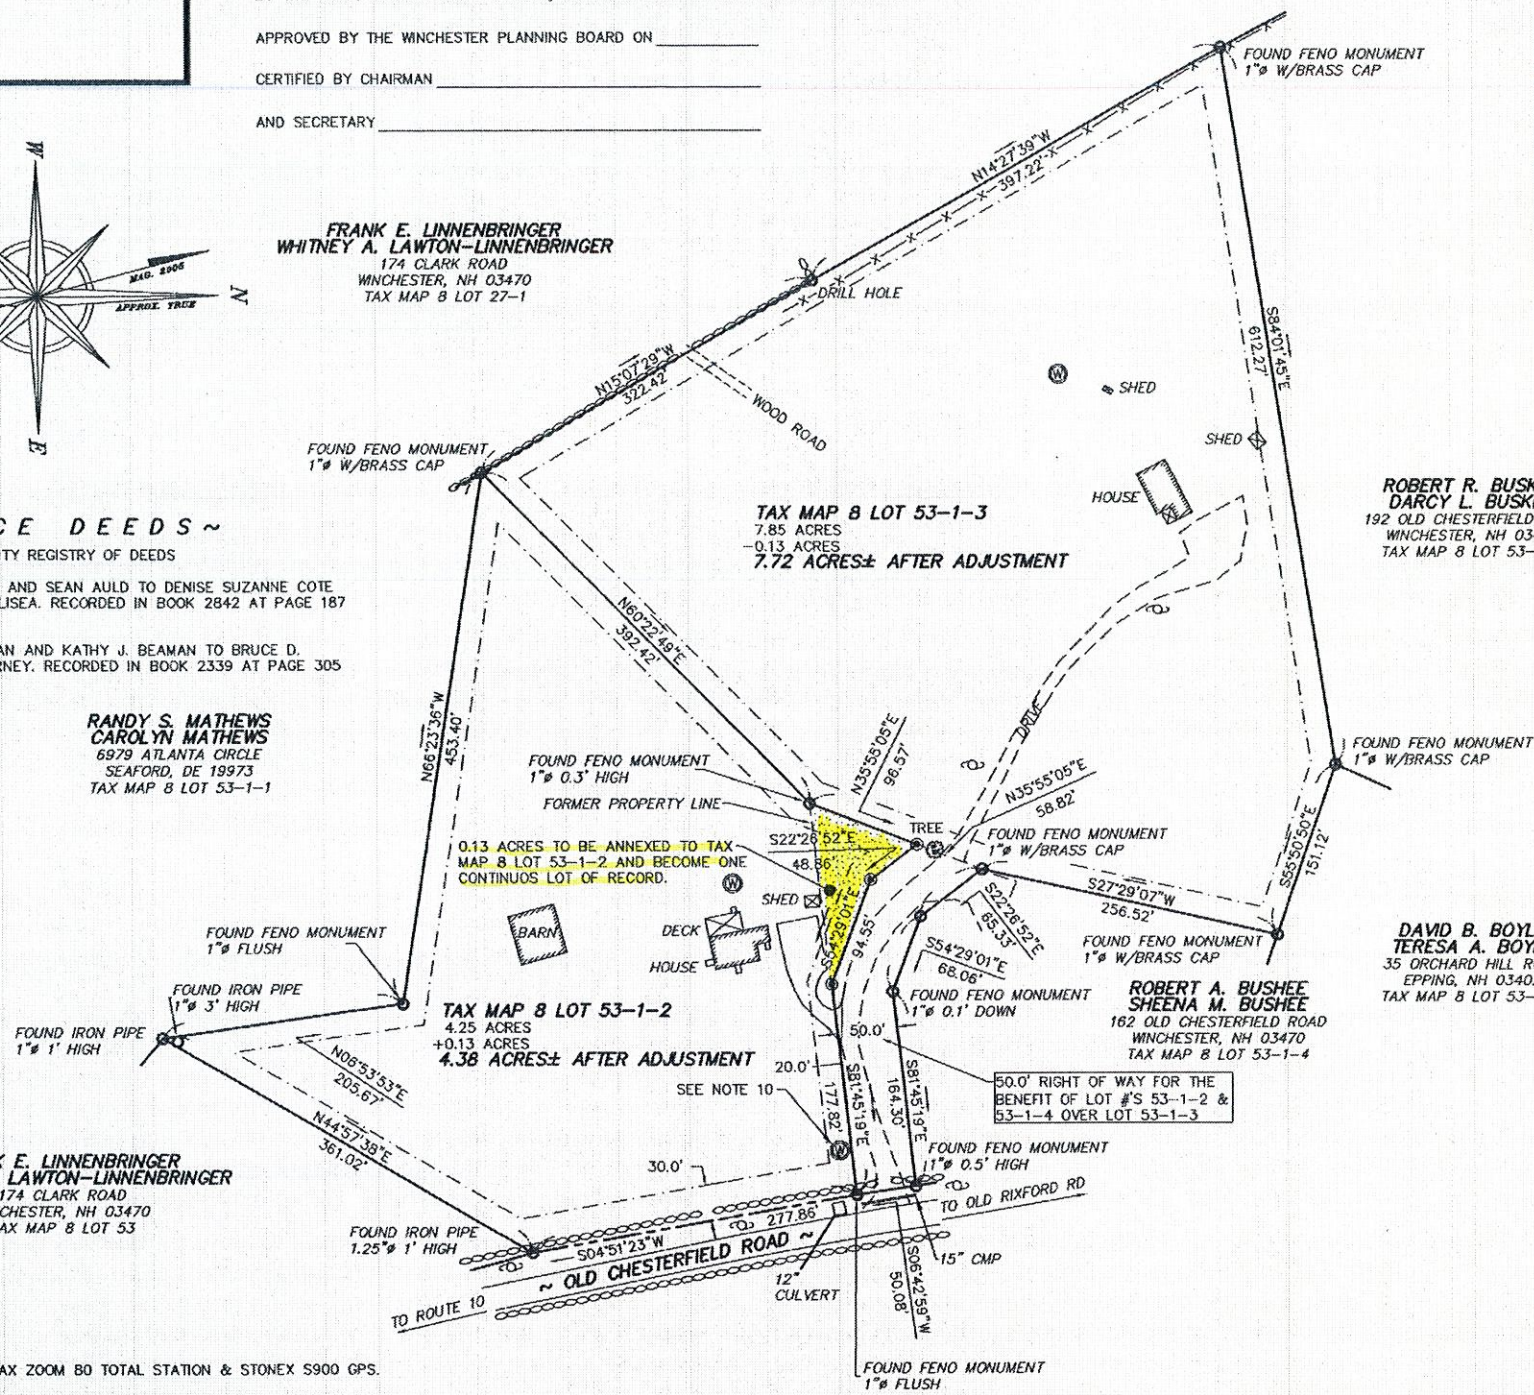 APPROVED BY THE WINCHESTER PLANNING BOARD ON
CERTIFIED BY CHAIRMAN
AND SECRETARY
FOUND FENO MONUMENT
1"ø W/BRASS CAP
W
MAG. 2006
N
APPROX. TRUE
E
FRANK E. LINNENBRINGER
WHITNEY A. LAWTON-LINNENBRINGER
174 CLARK ROAD
WINCHESTER, NH 03470
TAX MAP 8 LOT 27-1
N14°27'39"W
397.22'
DRILL HOLE
N15°07'29"W
322.42'
WOOD ROAD
S84°01'45"E
612.27'
W
SHED
SHED
HOUSE
FOUND FENO MONUMENT
1"ø W/BRASS CAP
CE DEEDS~
TY REGISTRY OF DEEDS
AND SEAN AULD TO DENISE SUZANNE COTE
LISEA. RECORDED IN BOOK 2842 AT PAGE 187
AN AND KATHY J. BEAMAN TO BRUCE D.
RNEY. RECORDED IN BOOK 2339 AT PAGE 305
TAX MAP 8 LOT 53-1-3
7.85 ACRES
-0.13 ACRES
7.72 ACRES± AFTER ADJUSTMENT
ROBERT R. BUSK
DARCY L. BUSK
192 OLD CHESTERFIELD
WINCHESTER, NH 03
TAX MAP 8 LOT 53-
N60°22'49"E
392.42'
RANDY S. MATHEWS
CAROLYN MATHEWS
6979 ATLANTA CIRCLE
SEAFORD, DE 19973
TAX MAP 8 LOT 53-1-1
N66°23'36"W
453.40'
DRIVE
FOUND FENO MONUMENT
1"ø 0.3' HIGH
FORMER PROPERTY LINE
N35°55'05"E
96.57'
N35°55'05"E
58.82'
FOUND FENO MONUMENT
1"ø W/BRASS CAP
S55°50'50"E
151.12'
TREE
S22°26'52"E
48.86'
FOUND FENO MONUMENT
1"ø W/BRASS CAP
0.13 ACRES TO BE ANNEXED TO TAX
MAP 8 LOT 53-1-2 AND BECOME ONE
CONTINUOS LOT OF RECORD.
W
SHED
S54°29'01"E
94.55'
S22°26'52"E
65.33'
S27°29'07"W
256.52'
FOUND FENO MONUMENT
1"ø W/BRASS CAP
DAVID B. BOYL
TERESA A. BOY
35 ORCHARD HILL R
EPPING, NH 0340
TAX MAP 8 LOT 53-
BARN
DECK
HOUSE
FOUND FENO MONUMENT
1"ø FLUSH
S54°29'01"E
68.06'
FOUND FENO MONUMENT
1"ø 0.1' DOWN
ROBERT A. BUSHEE
SHEENA M. BUSHEE
162 OLD CHESTERFIELD ROAD
WINCHESTER, NH 03470
TAX MAP 8 LOT 53-1-4
FOUND IRON PIPE
1"ø 3' HIGH
FOUND IRON PIPE
1"ø 1' HIGH
TAX MAP 8 LOT 53-1-2
4.25 ACRES
+0.13 ACRES
4.38 ACRES± AFTER ADJUSTMENT
50.0'
20.0'
SEE NOTE 10
S81°45'19"E
177.82'
S81°45'19"E
164.30'
50.0' RIGHT OF WAY FOR THE
BENEFIT OF LOT #'S 53-1-2 &
53-1-4 OVER LOT 53-1-3
N06°53'53"E
205.67'
N44°57'38"E
361.02'
W
30.0'
FOUND FENO MONUMENT
1"ø 0.5' HIGH
K E. LINNENBRINGER
LAWTON-LINNENBRINGER
174 CLARK ROAD
CHESTER, NH 03470
AX MAP 8 LOT 53
FOUND IRON PIPE
1.25"ø 1' HIGH
S04°51'23"W
277.86'
TO OLD RIXFORD RD
~ OLD CHESTERFIELD ROAD ~
TO ROUTE 10
12"
CULVERT
15" CMP
S06°42'59"W
50.08'
FOUND FENO MONUMENT
1"ø FLUSH
AX ZOOM 80 TOTAL STATION & STONEX S900 GPS.